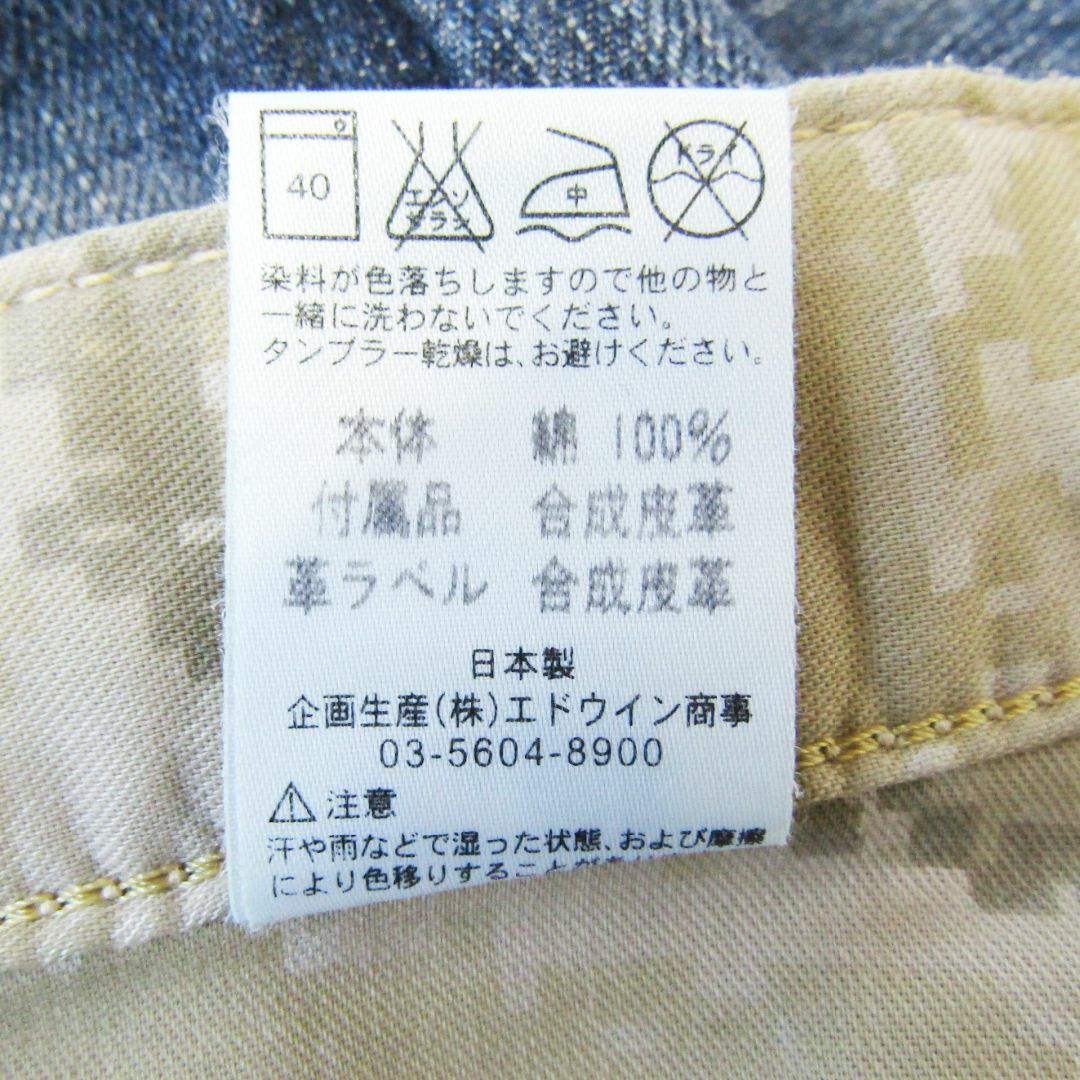 40 エンソサラシ 中 ドライ
染料が色落ちしますので他の物と
一緒に洗わないでください。
タンブラー乾燥は、お避けください。
本体 綿 100%
付属品 合成皮革
革ラベル 合成皮革
日本製
企画生産(株)エドウイン商事
03-5604-8900
注意
汗や雨などで湿った状態、および摩擦
により色移りすることが